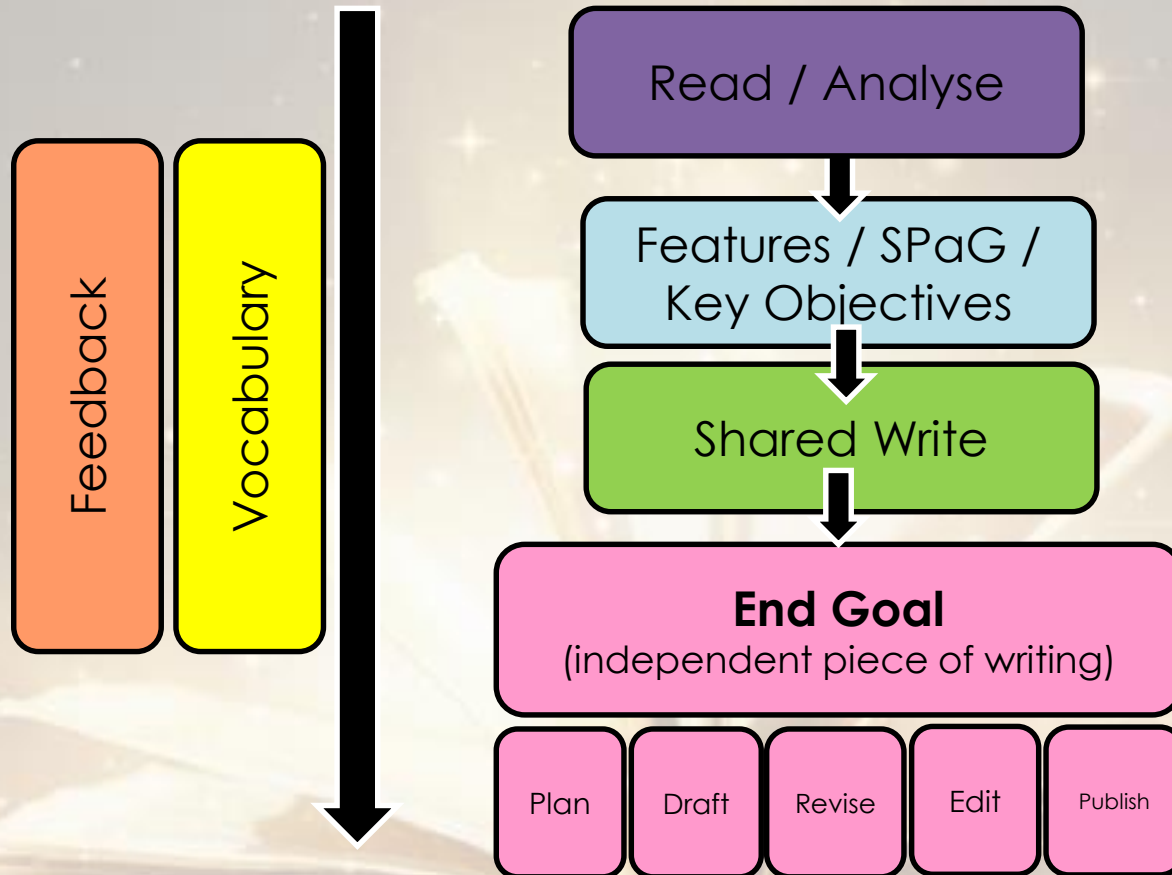 Feedback
Vocabulary
Read / Analyse
Features / SPaG /
Key Objectives
Shared Write
End Goal
(independent piece of writing)
Plan
Draft
Revise
Edit
Publish